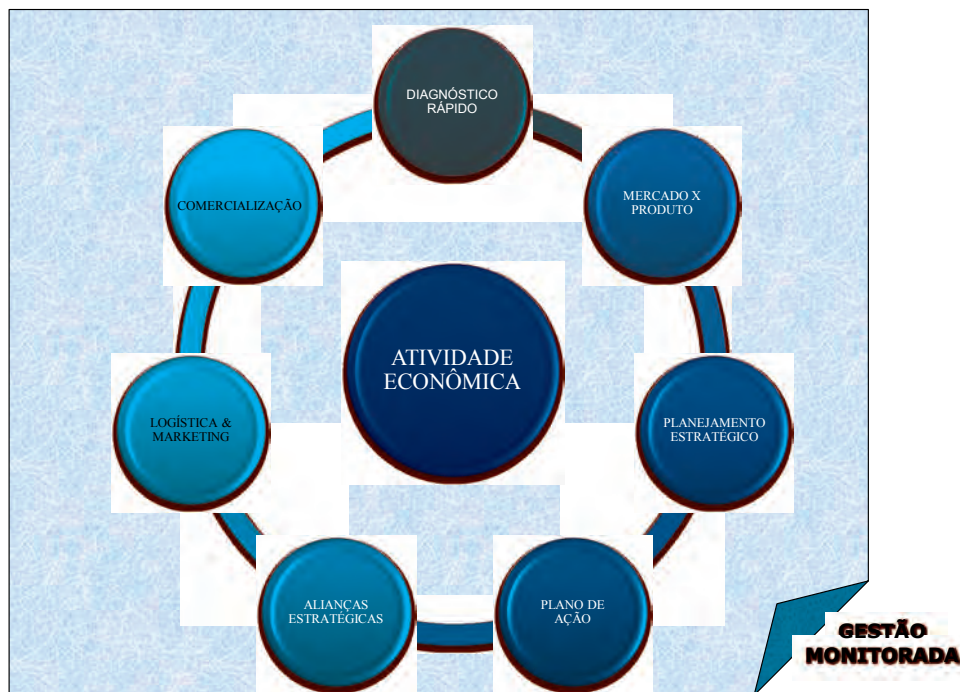 DIAGNÓSTICO
RÁPIDO
MERCADO X
PRODUTO
PLANEJAMENTO
ESTRATÉGICO
PLANO DE
AÇÃO
ALIANÇAS
ESTRATÉGICAS
LOGÍSTICA &
MARKETING
COMERCIALIZAÇÃO
ATIVIDADE
ECONÔMICA
GESTÃO
MONITORADA